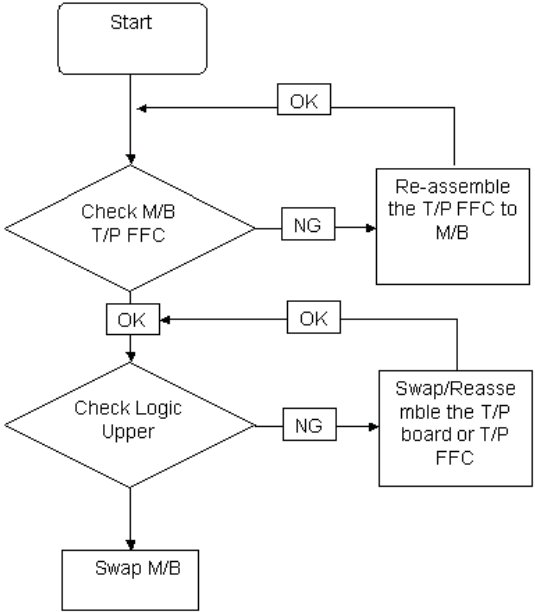 Start
OK
Check M/B
T/P FFC
NG
Re-assemble
the T/P FFC to
M/B
OK
OK
Check Logic
Upper
NG
Swap/Reasse
mble the T/P
board or T/P
FFC
Swap M/B